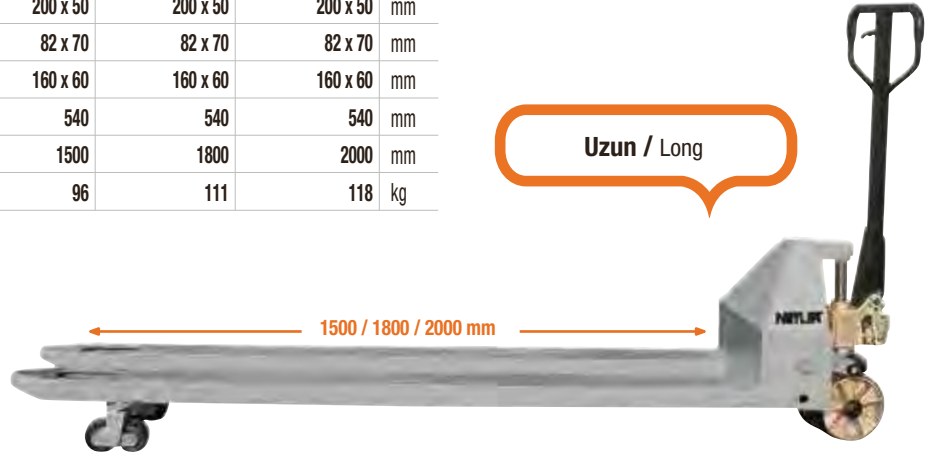 200 x 50 200 x 50 200 x 50 mm
82 x 70 82 x 70 82 x 70 mm
160 x 60 160 x 60 160 x 60 mm
540 540 540 mm
1500 1800 2000 mm
96 111 118 kg
Uzun / Long
1500 / 1800 / 2000 mm
NETLIFT